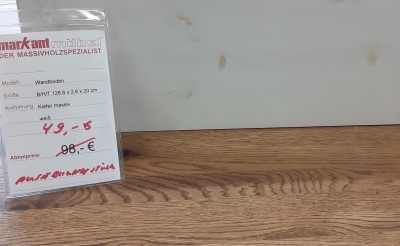 markant möbel
DER MASSIVHOLZSPEZIALIST
Modell: Wandboden
Größe B/H/T 128,6 x 2,6 x 20 cm
Ausführung Kiefer massiv
weiß
49,-€
Abholpreis: 98,-€